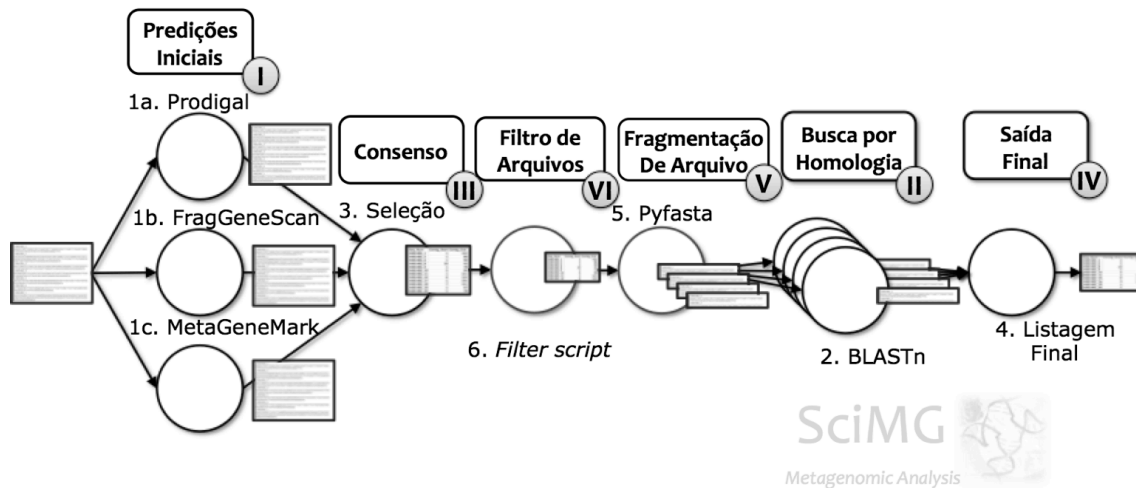 Predições
Iniciais
I
1a. Prodigal
1b. FragGeneScan
1c. MetaGeneMark
Consenso
III
3. Seleção
Filtro de
Arquivos
VI
6. Filter script
Fragmentação
De Arquivo
V
5. Pyfasta
Busca por
Homologia
II
2. BLASTn
Saída
Final
IV
4. Listagem
Final
SciMG
Metagenomic Analysis